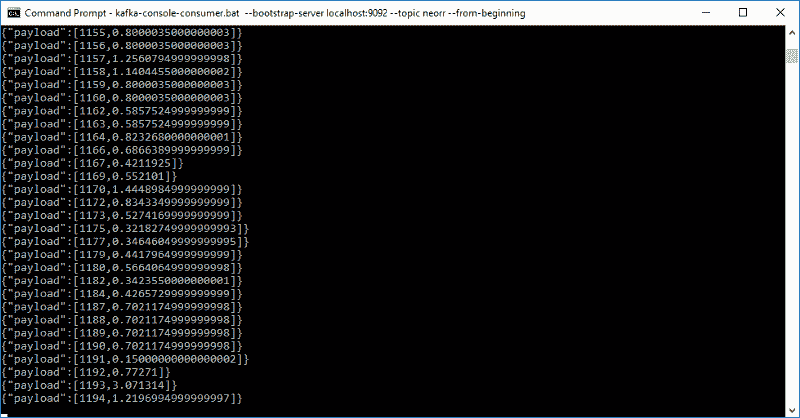 Command Prompt - kafka-console-consumer.bat --bootstrap-server localhost:9092 --topic neorr --from-beginning
{"payload":[1155,0.8000035000000003]}
{"payload":[1156,0.8000035000000003]}
{"payload":[1157,1.2560794999999998]}
{"payload":[1158,1.1404455000000002]}
{"payload":[1159,0.8000035000000003]}
{"payload":[1160,0.8000035000000003]}
{"payload":[1162,0.5857524999999999]}
{"payload":[1163,0.5857524999999999]}
{"payload":[1164,0.8232680000000001]}
{"payload":[1166,0.6866389999999999]}
{"payload":[1167,0.4211925]}
{"payload":[1169,0.552101]}
{"payload":[1170,1.4448984999999999]}
{"payload":[1172,0.8343349999999999]}
{"payload":[1173,0.5274169999999999]}
{"payload":[1175,0.32182749999999993]}
{"payload":[1177,0.34646049999999995]}
{"payload":[1179,0.4417964999999999]}
{"payload":[1180,0.5664064999999998]}
{"payload":[1182,0.3423550000000001]}
{"payload":[1184,0.4265729999999999]}
{"payload":[1187,0.7021174999999998]}
{"payload":[1188,0.7021174999999998]}
{"payload":[1189,0.7021174999999998]}
{"payload":[1190,0.7021174999999998]}
{"payload":[1191,0.15000000000000002]}
{"payload":[1192,0.77271]}
{"payload":[1193,3.071314]}
{"payload":[1194,1.2196994999999997]}